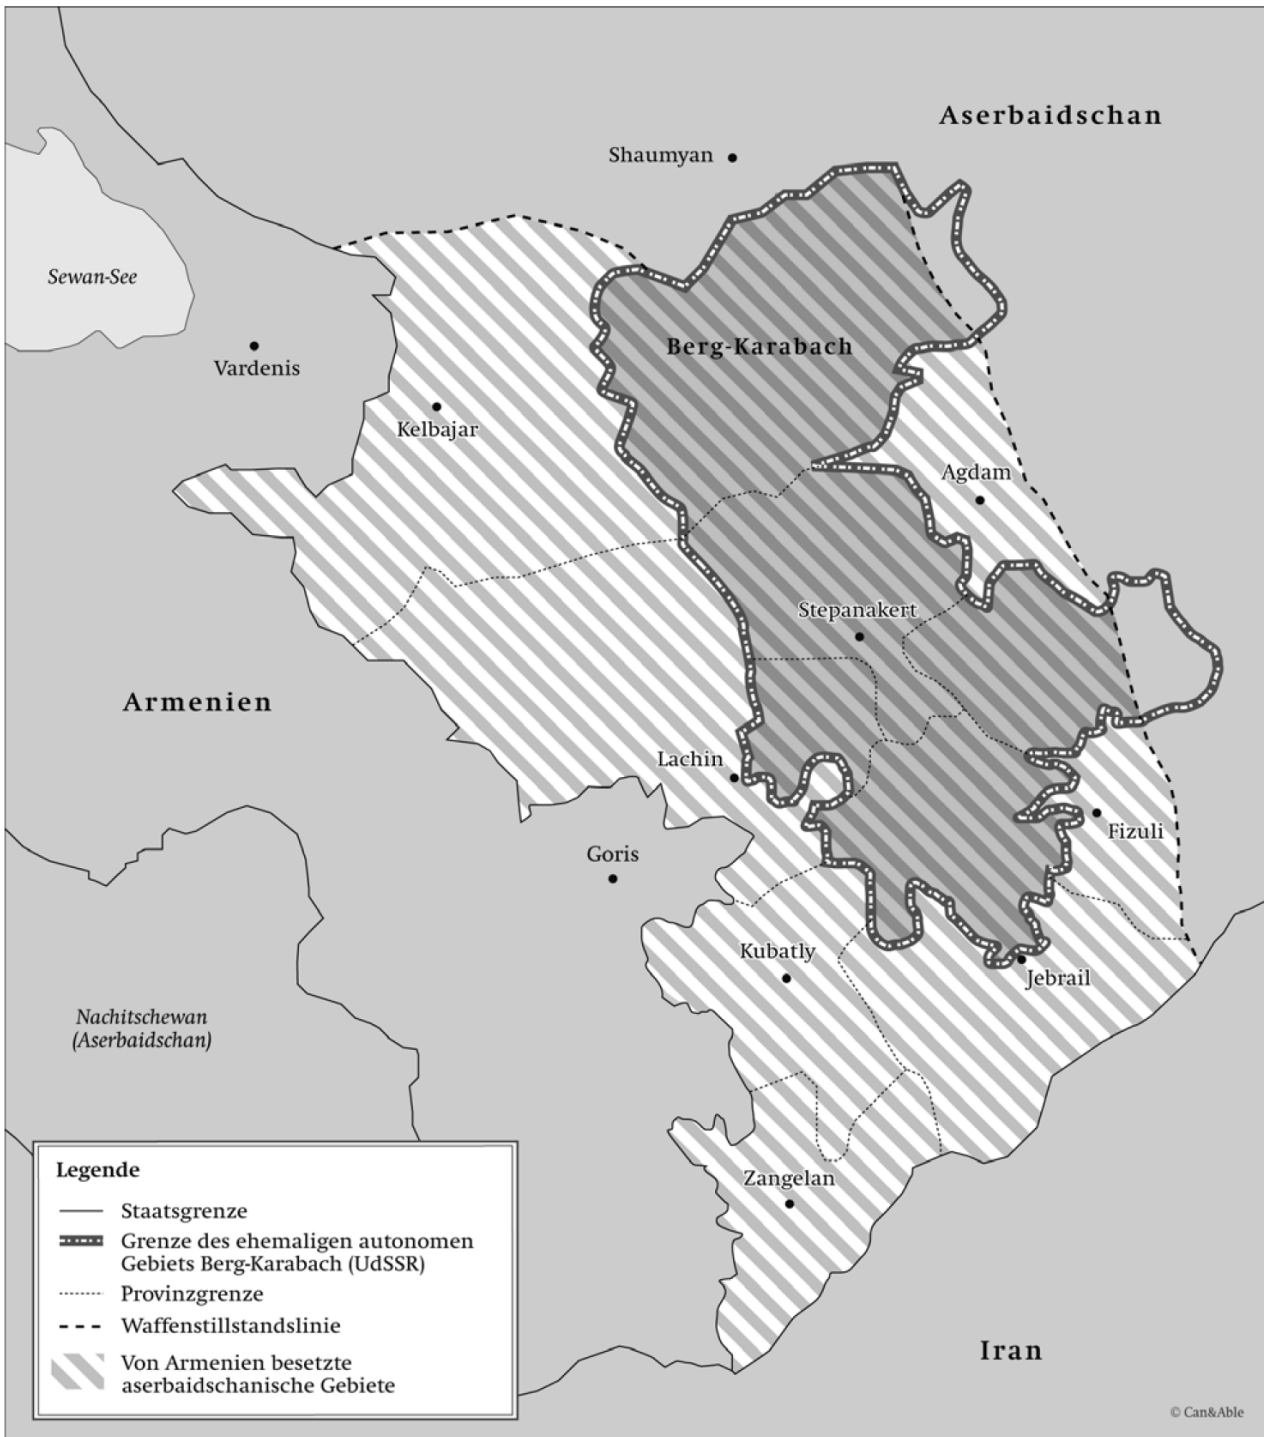 Aserbaidschan
Shaumyan
Sewan-See
Berg-Karabach
Vardenis
Kelbajar
Agdam
Stepanakert
Armenien
Lachin
Fizuli
Goris
Kubatly
Jebrail
Nachitschewan
(Aserbaidschan)
Zangelan
Legende
Staatsgrenze
Grenze des ehemaligen autonomen
Gebiets Berg-Karabach (UdSSR)
Provinzgrenze
Waffenstillstandslinie
Von Armenien besetzte
aserbaidschanische Gebiete
Iran
© Can&Able